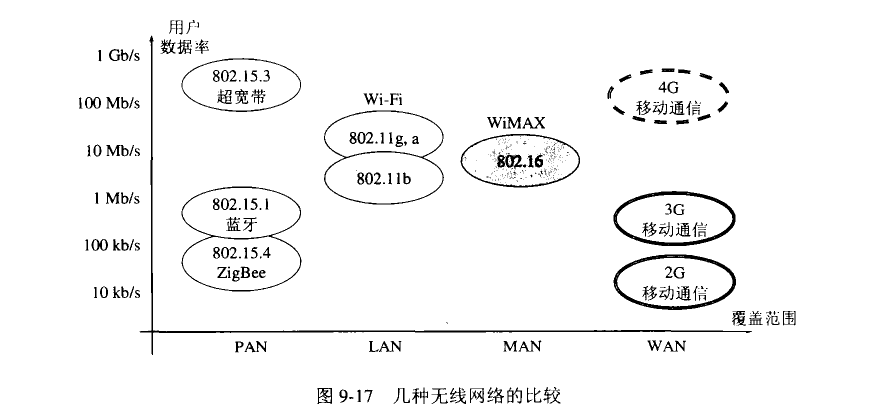 用户
数据率
1 Gb/s
100 Mb/s
10 Mb/s
1 Mb/s
100 kb/s
10 kb/s
802.15.3
超宽带
802.15.1
蓝牙
802.15.4
ZigBee
Wi-Fi
802.11g, a
802.11b
WiMAX
802.16
4G
移动通信
3G
移动通信
2G
移动通信
覆盖范围
PAN
LAN
MAN
WAN
图 9-17 几种无线网络的比较